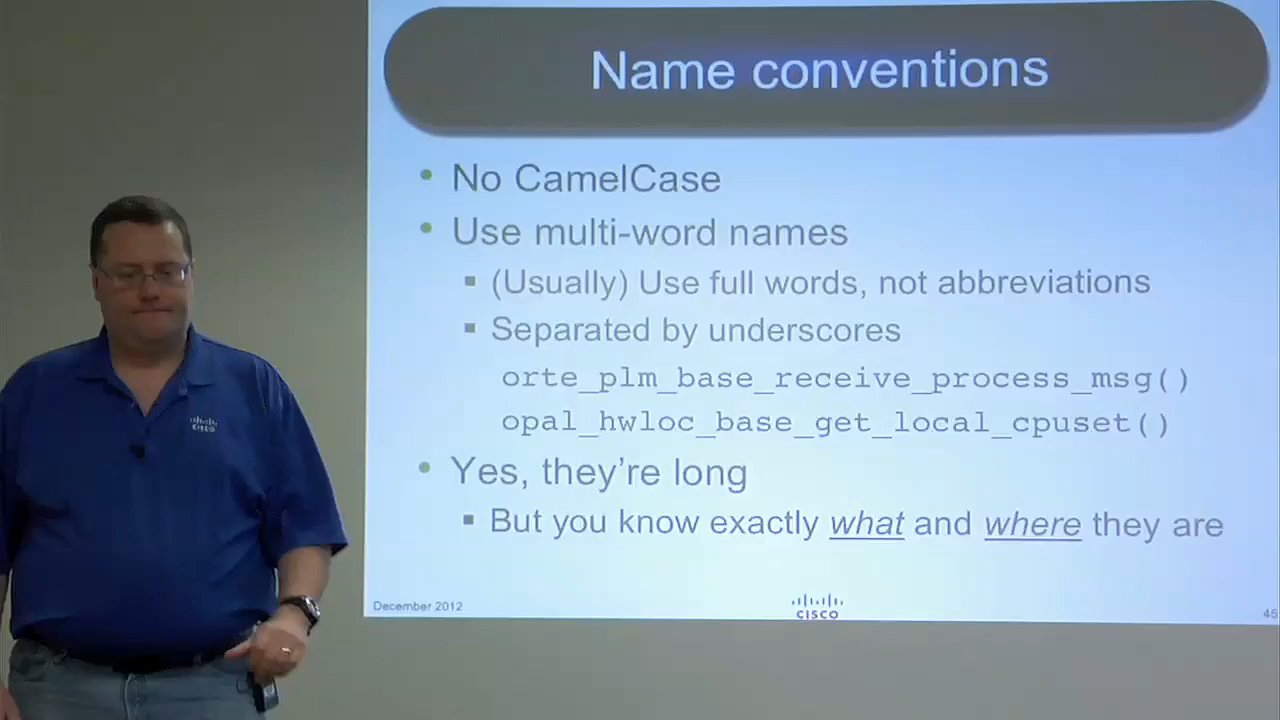 Name conventions
• No CamelCase
• Use multi-word names
▪ (Usually) Use full words, not abbreviations
▪ Separated by underscores
orte_plm_base_receive_process_msg()
opal_hwloc_base_get_local_cpuset()
• Yes, they're long
▪ But you know exactly what and where they are
December 2012
CISCO
CISCO